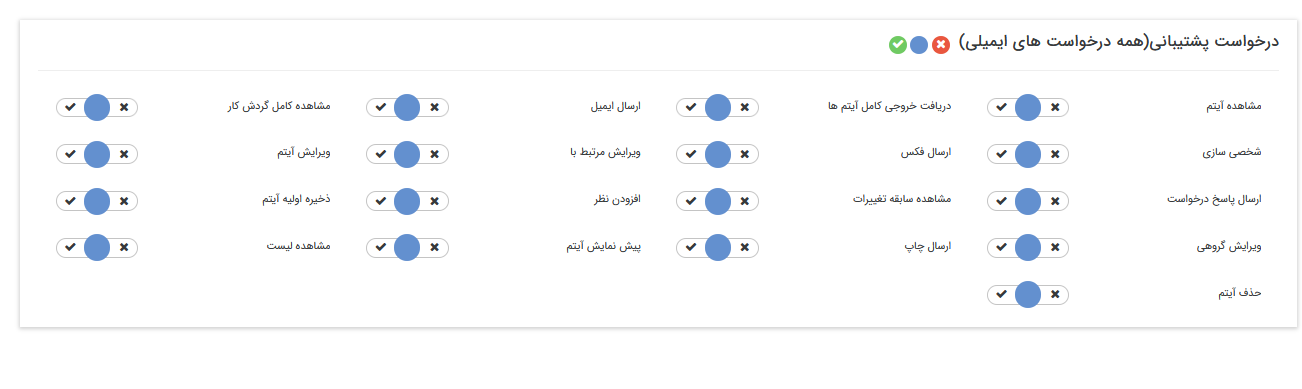 درخواست پشتیبانی(همه درخواست های ایمیلی)
مشاهده آیتم
دریافت خروجی کامل آیتم ها
ارسال ایمیل
مشاهده کامل گردش کار
شخصی سازی
ارسال فکس
ویرایش مرتبط با
ویرایش آیتم
ارسال پاسخ درخواست
مشاهده سابقه تغییرات
افزودن نظر
ذخیره اولیه آیتم
ویرایش گروهی
ارسال چاپ
پیش نمایش آیتم
مشاهده لیست
حذف آیتم